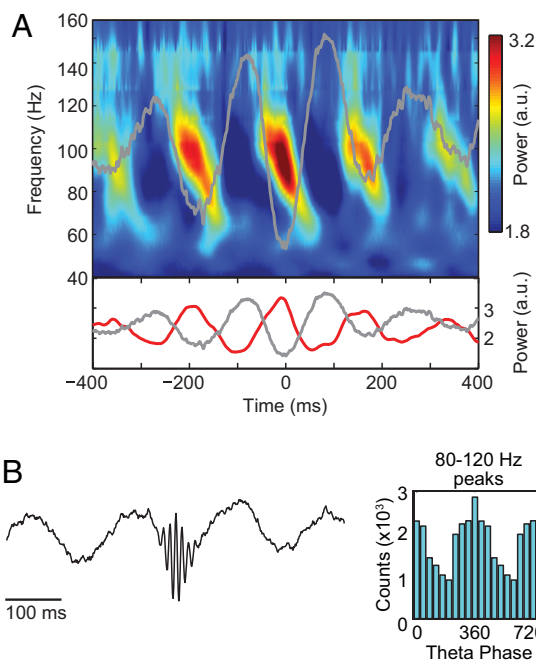 A
160
140
120
100
80
60
40
Frequency (Hz)
3.2
1.8
Power (a.u.)
3
2
Power (a.u.)
−400
−200
0
200
400
Time (ms)
B
100 ms
80-120 Hz
peaks
3
2
1
0
Counts (x10³)
0
360
720
Theta Phase